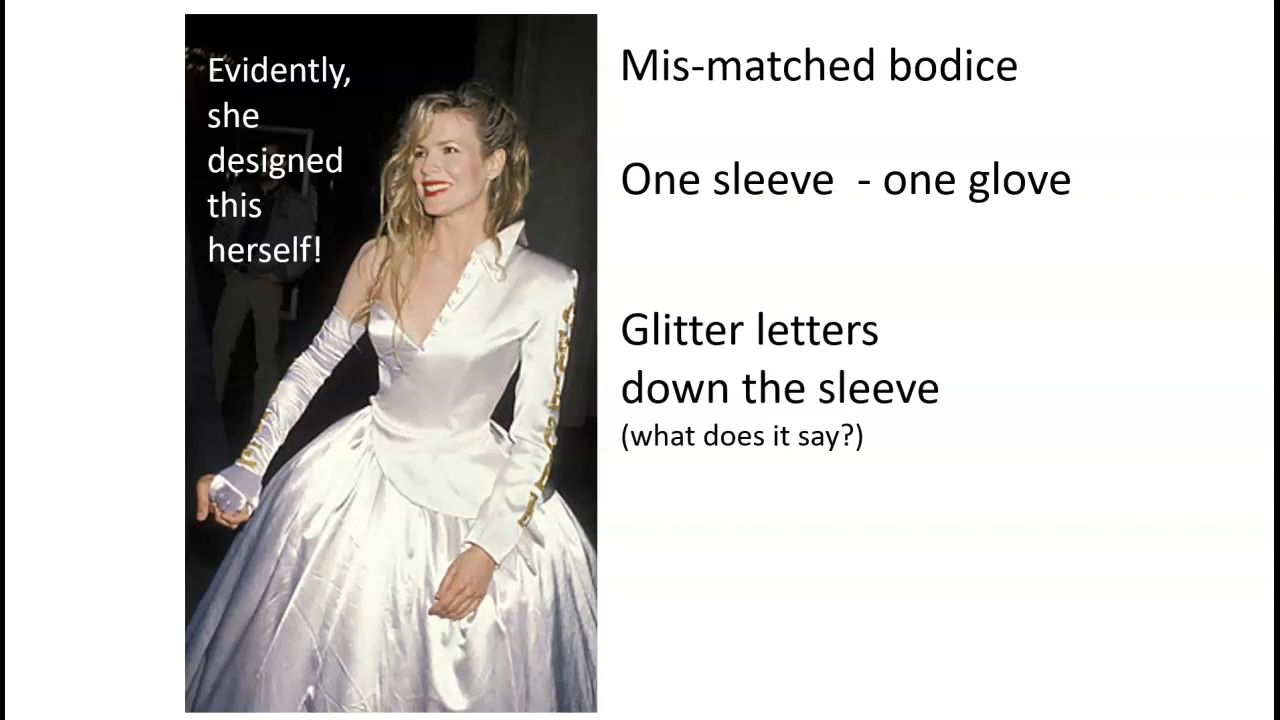 Evidently,
she
designed
this
herself!
Mis-matched bodice
One sleeve - one glove
Glitter letters
down the sleeve
(what does it say?)